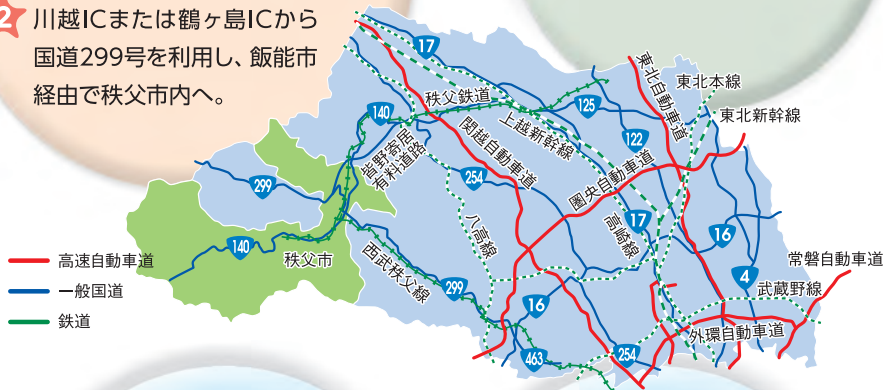 2
川越ICまたは鶴ヶ島ICから
国道299号を利用し、飯能市
経由で秩父市内へ。
17
140
秩父鉄道
125
東北自動車道
東北本線
東北新幹線
122
上越新幹線
関越自動車道
皆野寄居
有料道路
254
圏央自動車道
299
八高線
高崎線
17
16
140
秩父市
西武秩父線
299
16
4
常磐自動車道
武蔵野線
外環自動車道
463
254
高速自動車道
一般国道
鉄道